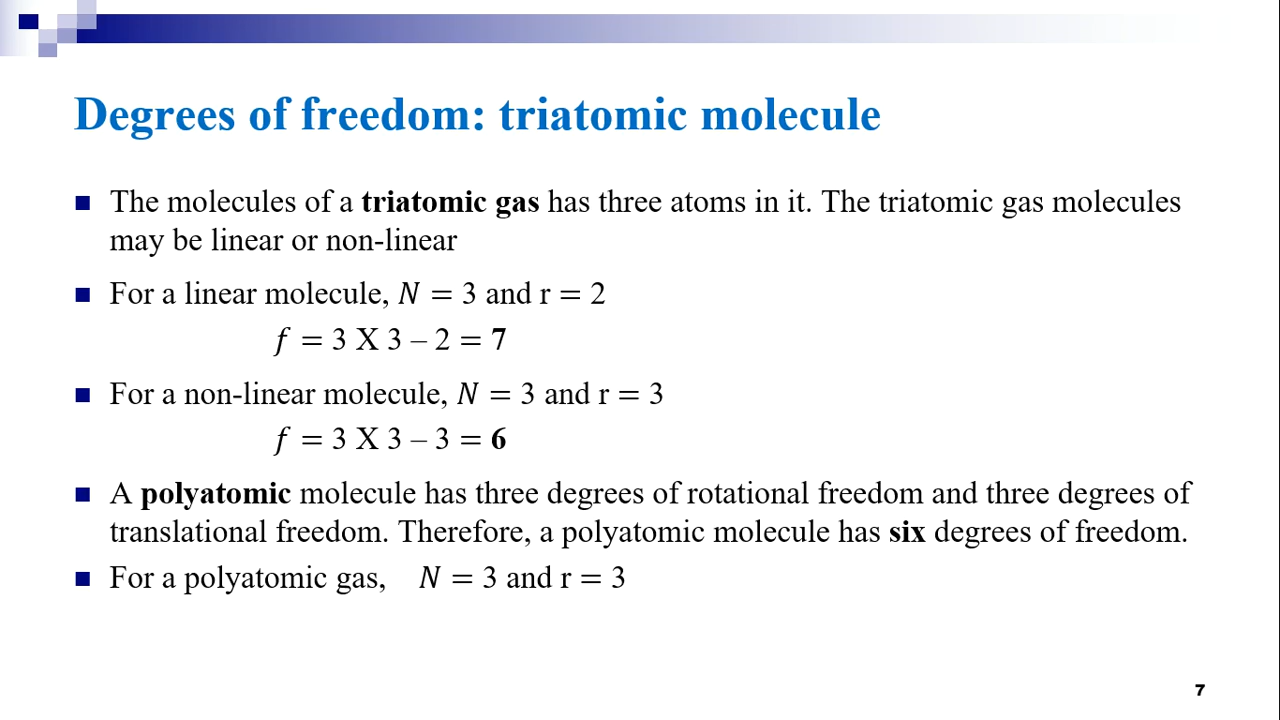 Degrees of freedom: triatomic molecule
The molecules of a triatomic gas has three atoms in it. The triatomic gas molecules
may be linear or non-linear
For a linear molecule, N = 3 and r = 2
f = 3 X 3 – 2 = 7
For a non-linear molecule, N = 3 and r = 3
f = 3 X 3 – 3 = 6
A polyatomic molecule has three degrees of rotational freedom and three degrees of
translational freedom. Therefore, a polyatomic molecule has six degrees of freedom.
For a polyatomic gas, N = 3 and r = 3
7